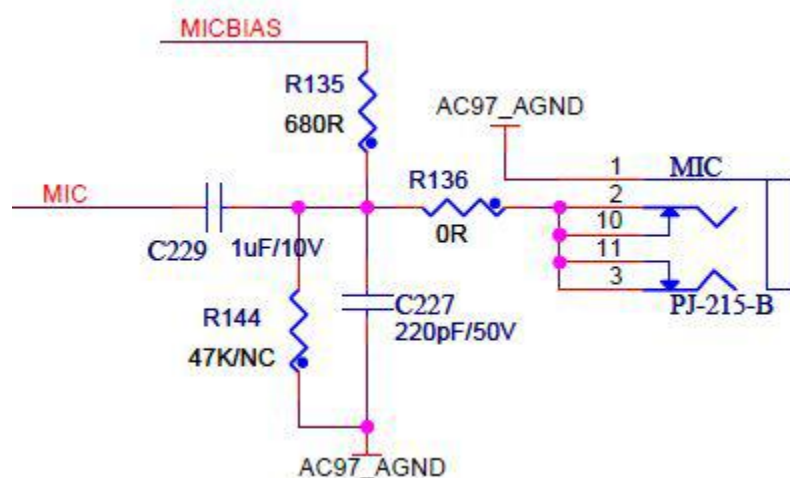 MICBIAS
R135
680R
AC97_AGND
MIC
C229
1uF/10V
R136
0R
1
MIC
2
10
11
3
PJ-215-B
R144
47K/NC
C227
220pF/50V
AC97_AGND